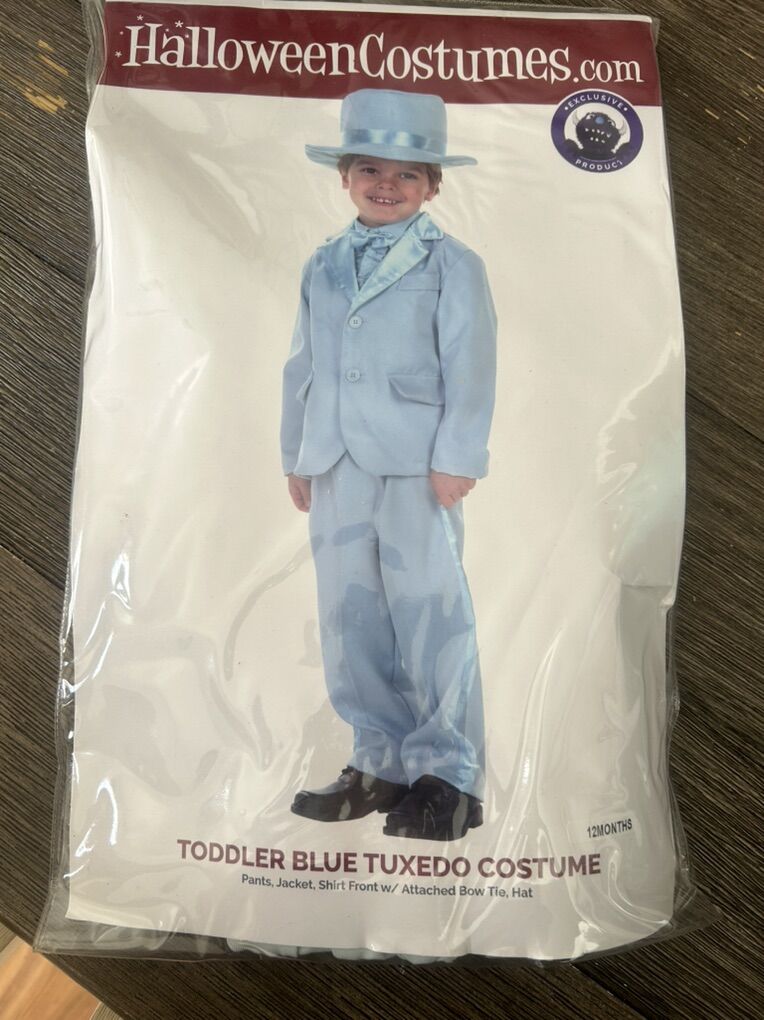 HalloweenCostumes.com
EXCLUSIVE
PRODUCT
12MONTHS
TODDLER BLUE TUXEDO COSTUME
Pants, Jacket, Shirt Front w/ Attached Bow Tie, Hat